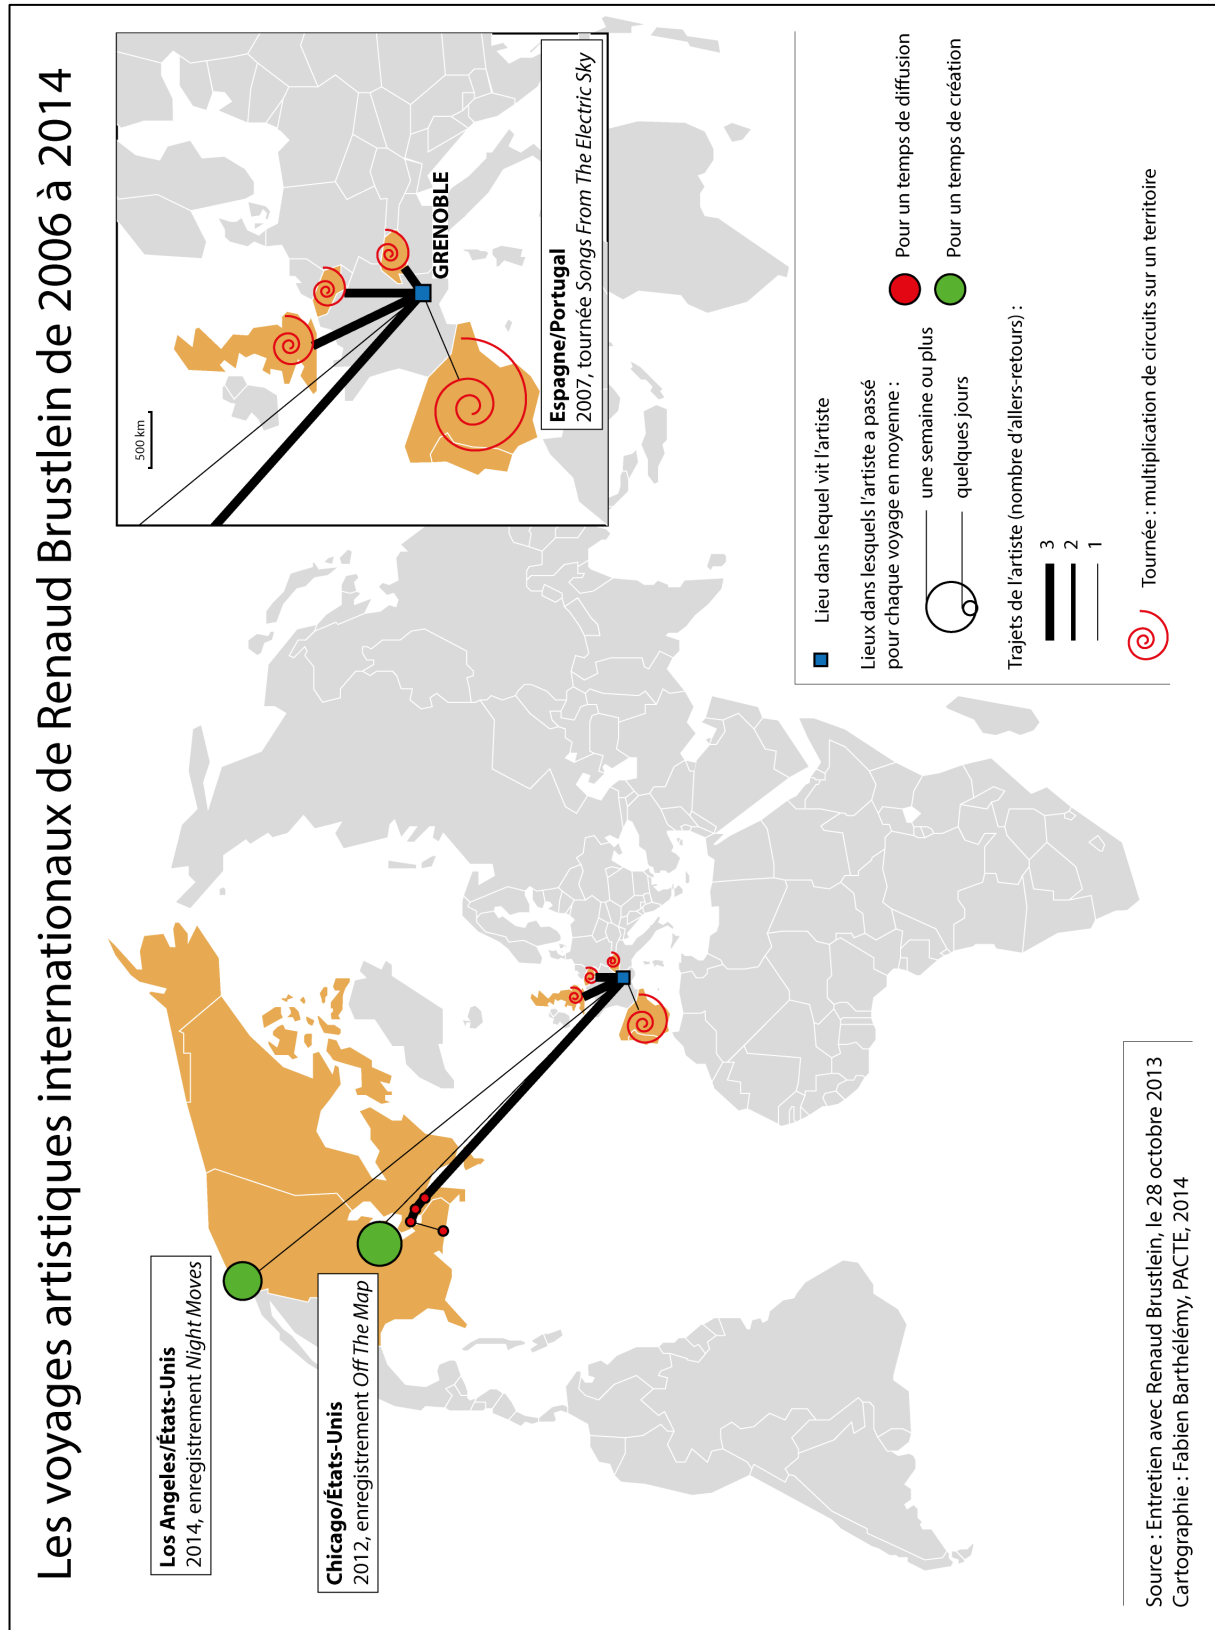 Les voyages artistiques internationaux de Renaud Brustlein de 2006 à 2014
Los Angeles/États-Unis
2014, enregistrement Night Moves
Chicago/États-Unis
2012, enregistrement Off The Map
500 km
GRENOBLE
Espagne/Portugal
2007, tournée Songs From The Electric Sky
Lieu dans lequel vit l'artiste
Lieux dans lesquels l'artiste a passé
pour chaque voyage en moyenne :
une semaine ou plus
quelques jours
Pour un temps de diffusion
Pour un temps de création
Trajets de l'artiste (nombre d'allers-retours) :
3
2
1
Tournée : multiplication de circuits sur un territoire
Source : Entretien avec Renaud Brustlein, le 28 octobre 2013
Cartographie : Fabien Barthélémy, PACTE, 2014